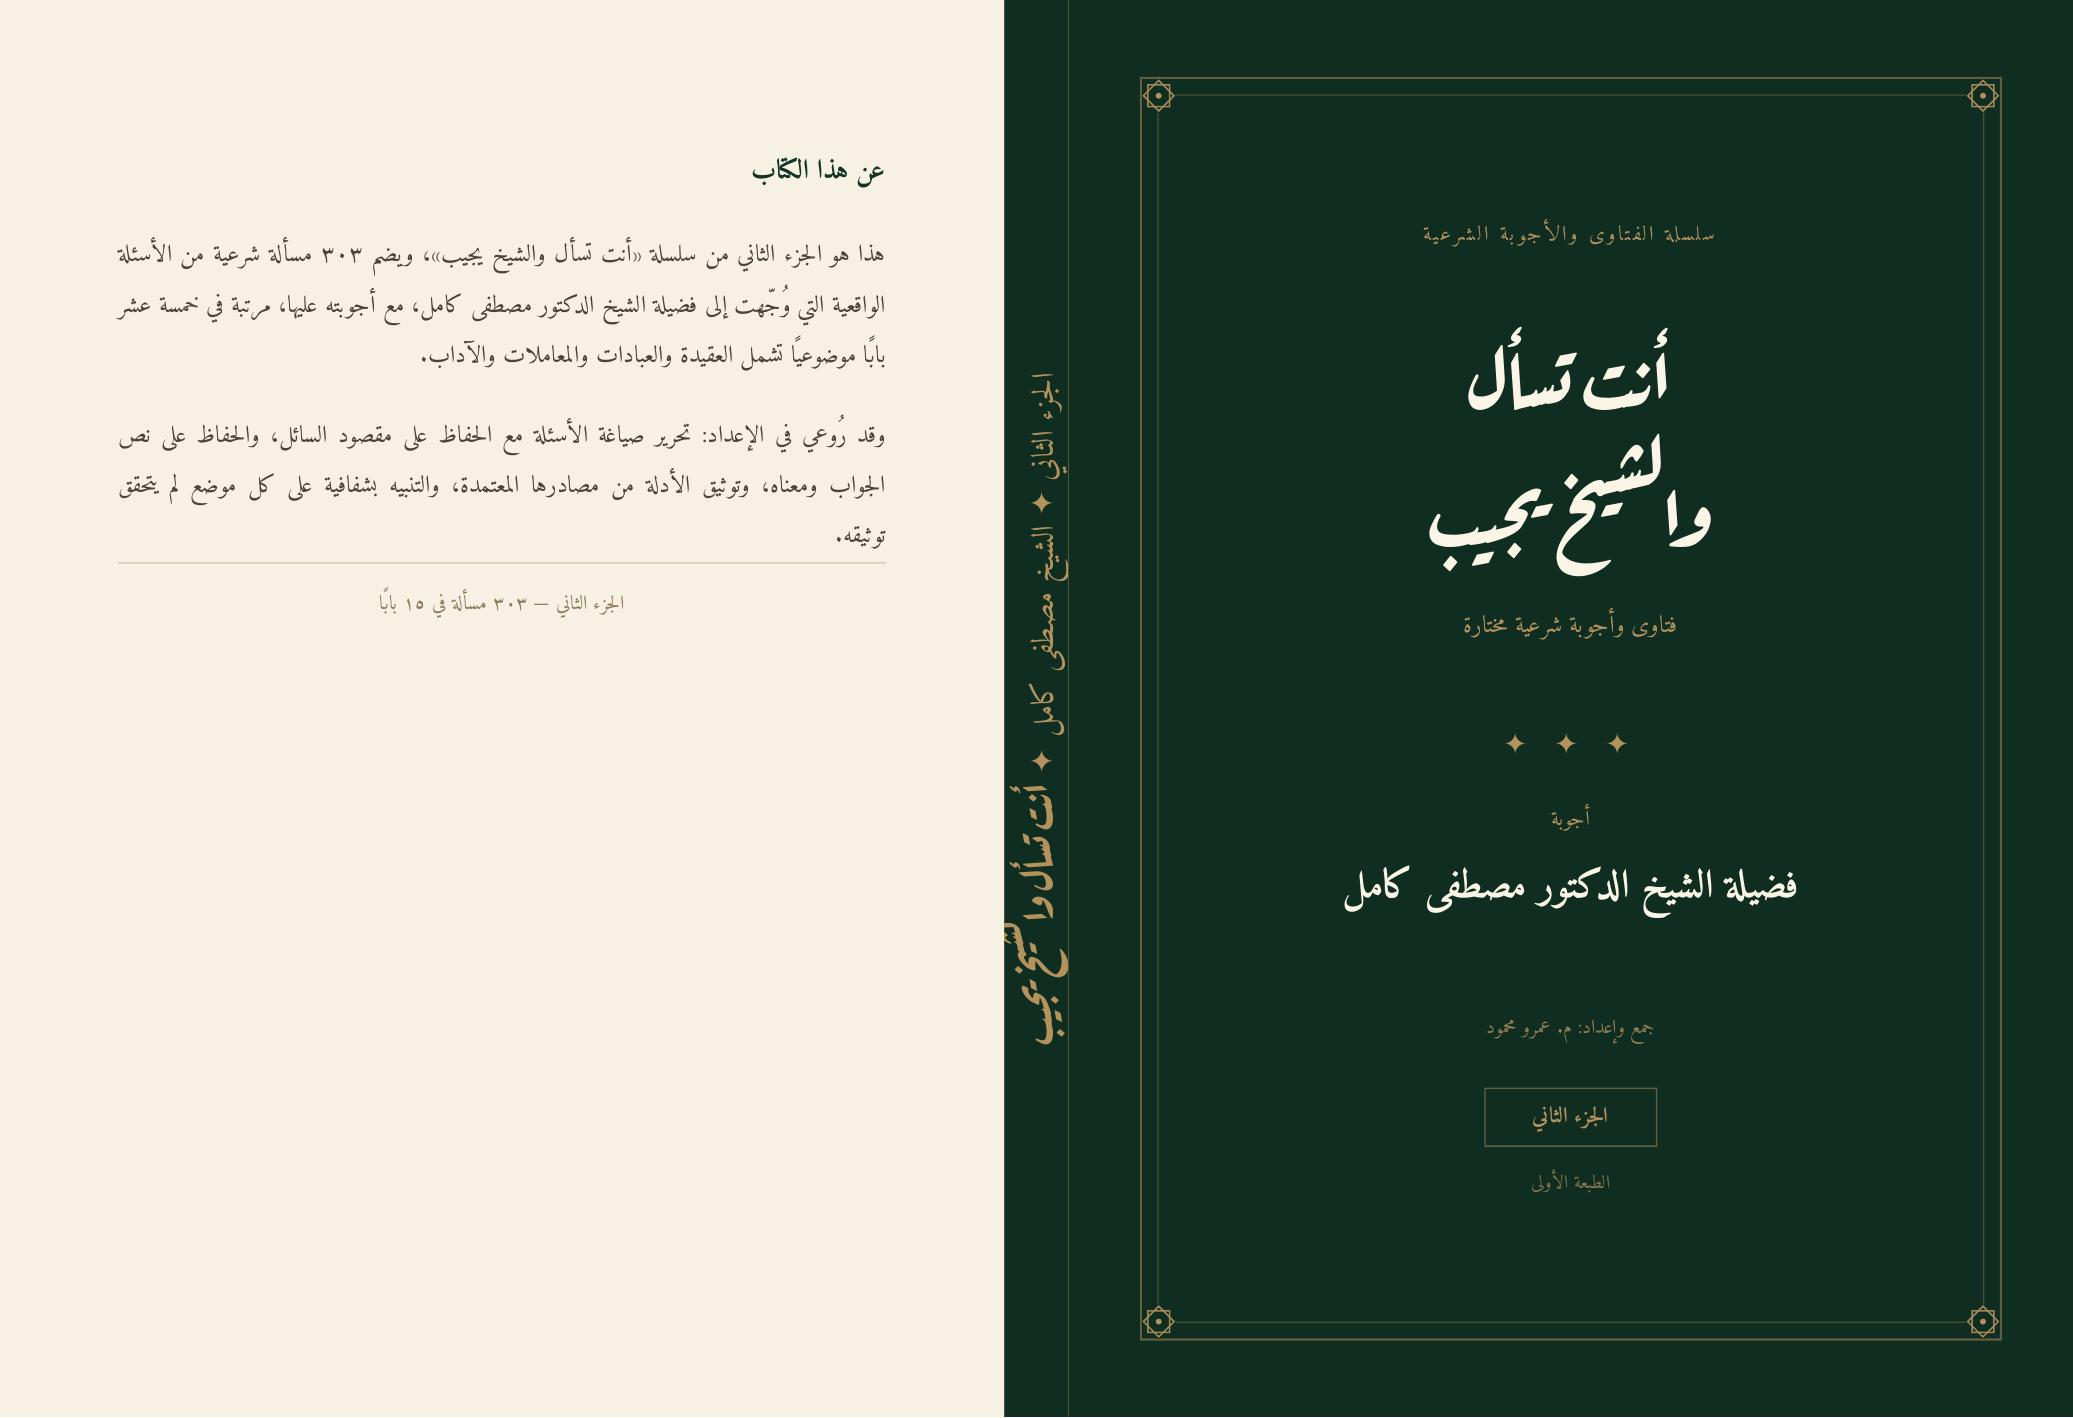 سلسلة الفتاوى والأجوبة الشرعية
أنت تسأل
والشيخ يجيب
فتاوى وأجوبة شرعية مختارة
✦ ✦ ✦
أجوبة
فضيلة الشيخ الدكتور مصطفى كامل
جمع وإعداد: م. عمرو محمود
الجزء الثاني
الطبعة الأولى
الجزء الثاني ✦ الشيخ مصطفى كامل ✦ أنت تسأل والشيخ يجيب
عن هذا الكتاب
هذا هو الجزء الثاني من سلسلة «أنت تسأل والشيخ يجيب»، ويضم ٣٠٣ مسألة شرعية من الأسئلة
الواقعية التي وُجّهت إلى فضيلة الشيخ الدكتور مصطفى كامل، مع أجوبته عليها، مرتبة في خمسة عشر
بابًا موضوعيًا تشمل العقيدة والعبادات والمعاملات والآداب.
وقد رُوعي في الإعداد: تحرير صياغة الأسئلة مع الحفاظ على مقصود السائل، والحفاظ على نص
الجواب ومعناه، وتوثيق الأدلة من مصادرها المعتمدة، والتنبيه بشفافية على كل موضع لم يتحقق
توثيقه.
الجزء الثاني — ٣٠٣ مسألة في ١٥ بابًا